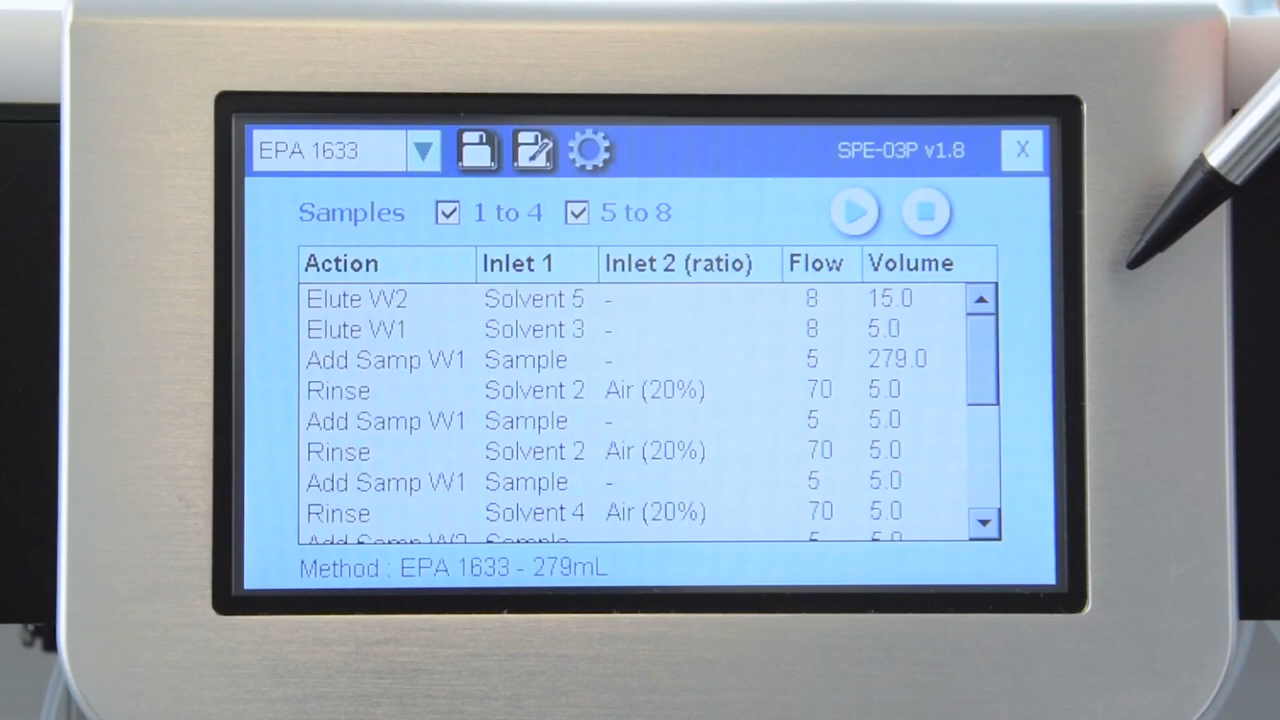 EPA 1633 SPE-03P v1.8 X
Samples 1 to 4 5 to 8
Action Inlet 1 Inlet 2 (ratio) Flow Volume
Elute W2 Solvent 5 - 8 15.0
Elute W1 Solvent 3 - 8 5.0
Add Samp W1 Sample - 5 279.0
Rinse Solvent 2 Air (20%) 70 5.0
Add Samp W1 Sample - 5 5.0
Rinse Solvent 2 Air (20%) 70 5.0
Add Samp W1 Sample - 5 5.0
Rinse Solvent 4 Air (20%) 70 5.0
Add Samp W2 Sample 5 5.0
Method : EPA 1633 - 279mL